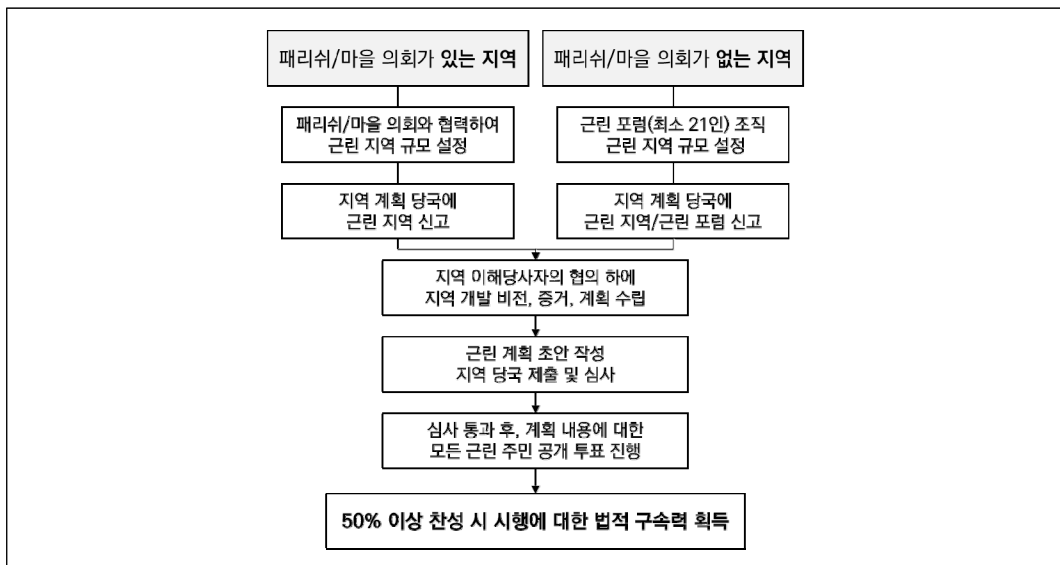 패리쉬/마을 의회가 있는 지역
패리쉬/마을 의회가 없는 지역
패리쉬/마을 의회와 협력하여
근린 지역 규모 설정
근린 포럼(최소 21인) 조직
근린 지역 규모 설정
지역 계획 당국에
근린 지역 신고
지역 계획 당국에
근린 지역/근린 포럼 신고
지역 이해당사자의 협의 하에
지역 개발 비전, 증거, 계획 수립
근린 계획 초안 작성
지역 당국 제출 및 심사
심사 통과 후, 계획 내용에 대한
모든 근린 주민 공개 투표 진행
50% 이상 찬성 시 시행에 대한 법적 구속력 획득